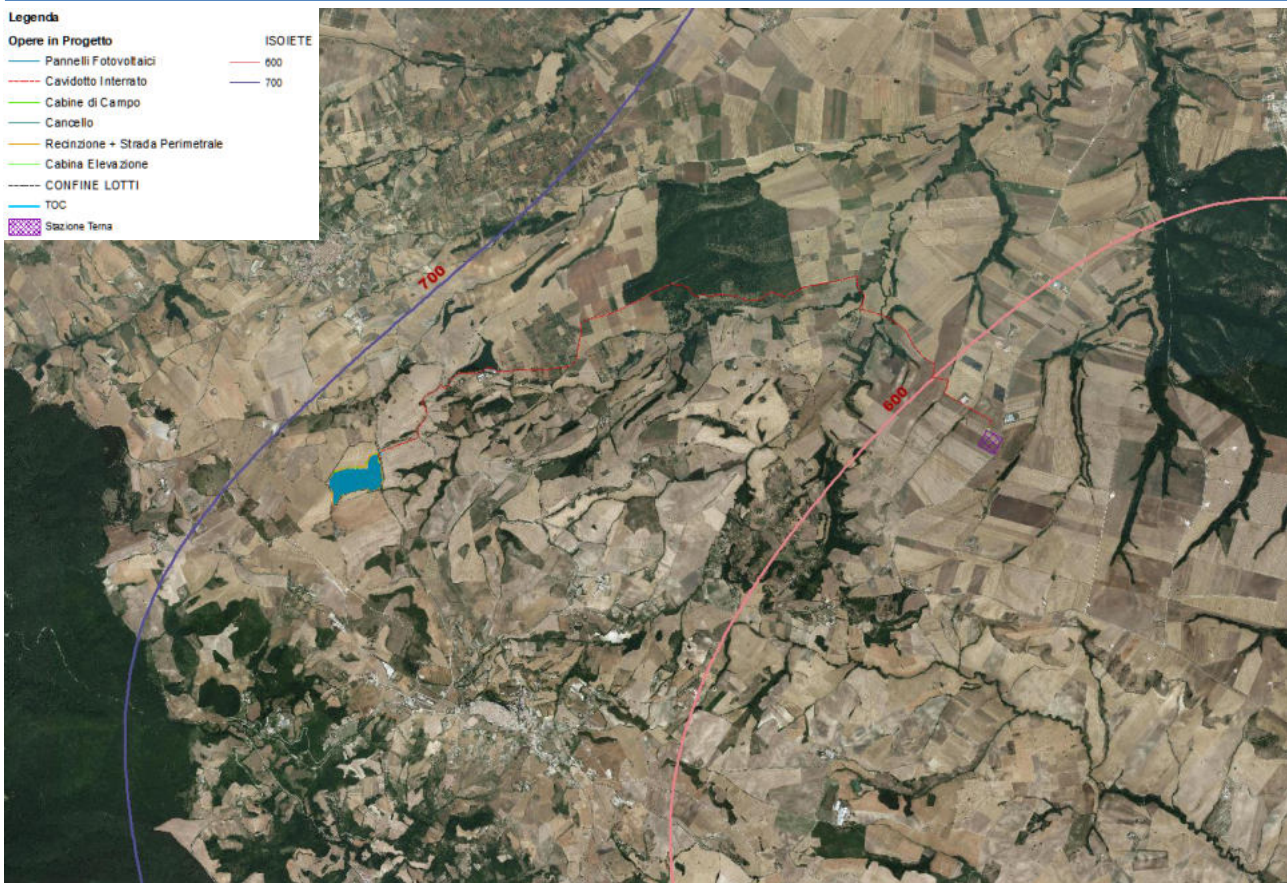 Legenda
Opere in Progetto
Pannelli Fotovoltaici
Cavidotto Interrato
Cabine di Campo
Cancello
Recinzione + Strada Perimetrale
Cabina Elevazione
CONFINE LOTTI
TOC
Stazione Terna
ISOIETE
600
700
700
600